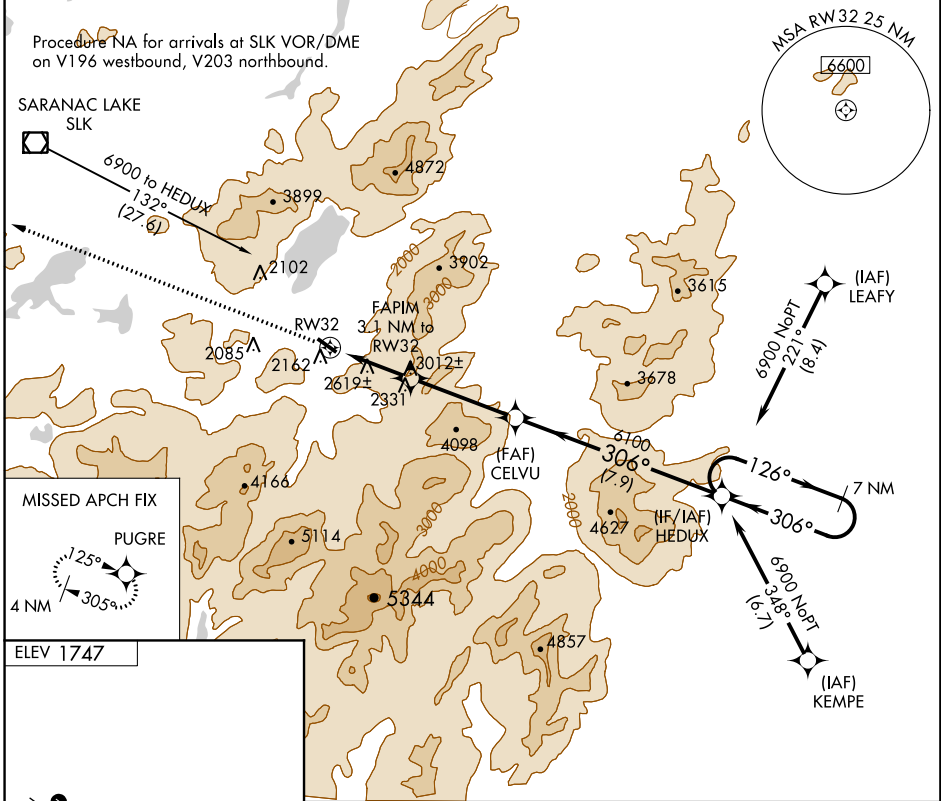 Procedure NA for arrivals at SLK VOR/DME
on V196 westbound, V203 northbound.
MSA RW32 25 NM
6600
SARANAC LAKE
SLK
6900 to HEDUX
132°
(27.6)
4872
3899
2102
2000
3902
3000
3615
(IAF)
LEAFY
6900 NoPT
221°
(8.4)
FAPIM
3.1 NM to
RW32
RW32
2085
2162
2619±
3012±
2331
3678
4098
(FAF)
CELVU
6100
306°
(7.9)
126°
7 NM
306°
(IF/IAF)
HEDUX
2000
4627
4166
3000
5114
4000
5344
4857
6900 NoPT
348°
(6.7)
(IAF)
KEMPE
MISSED APCH FIX
PUGRE
125°
305°
4 NM
ELEV 1747